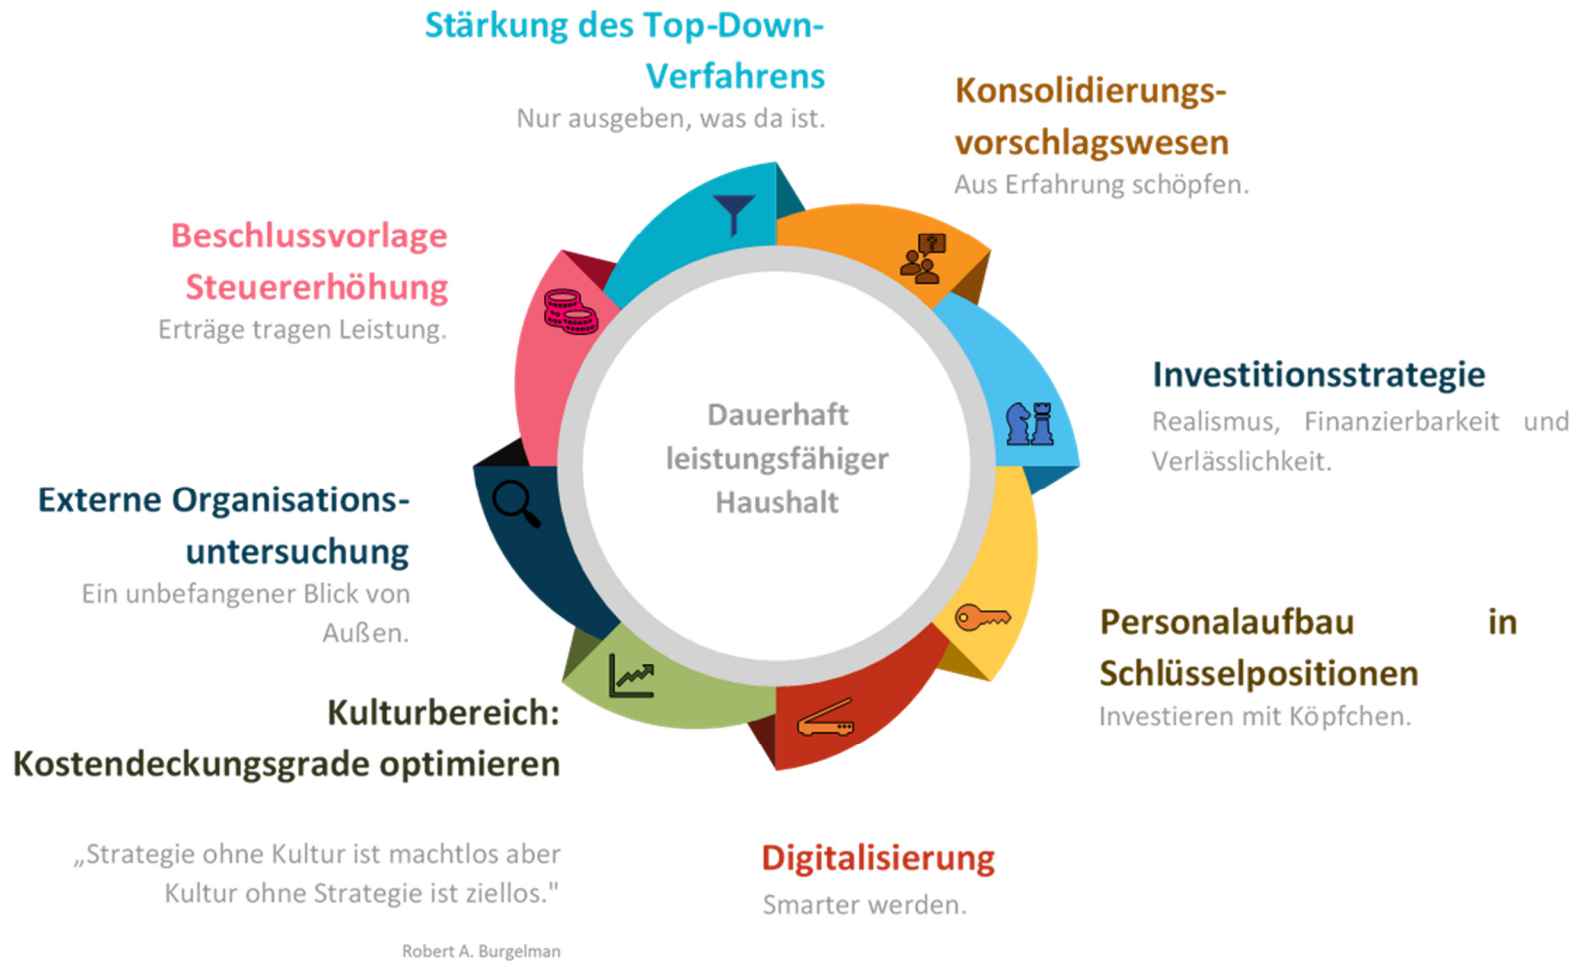 Stärkung des Top-Down-
Verfahrens
Nur ausgeben, was da ist.
Konsolidierungs-
vorschlagswesen
Aus Erfahrung schöpfen.
Beschlussvorlage
Steuererhöhung
Erträge tragen Leistung.
Investitionsstrategie
Realismus, Finanzierbarkeit und
Verlässlichkeit.
Dauerhaft
leistungsfähiger
Haushalt
Externe Organisations-
untersuchung
Ein unbefangener Blick von
Außen.
Personalaufbau in
Schlüsselpositionen
Investieren mit Köpfchen.
Kulturbereich:
Kostendeckungsgrade optimieren
„Strategie ohne Kultur ist machtlos aber
Kultur ohne Strategie ist ziellos."
Robert A. Burgelman
Digitalisierung
Smarter werden.
?